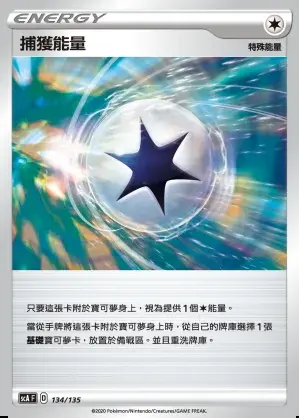 ENERGY
捕獲能量
特殊能量
只要這張卡附於寶可夢身上,視為提供1個能量。
當從手牌將這張卡附於寶可夢身上時,從自己的牌庫選擇1張
基礎寶可夢卡,放置於備戰區。並且重洗牌庫。
scA F D 134/135
©2020 Pokémon/Nintendo/Creatures/GAME FREAK.